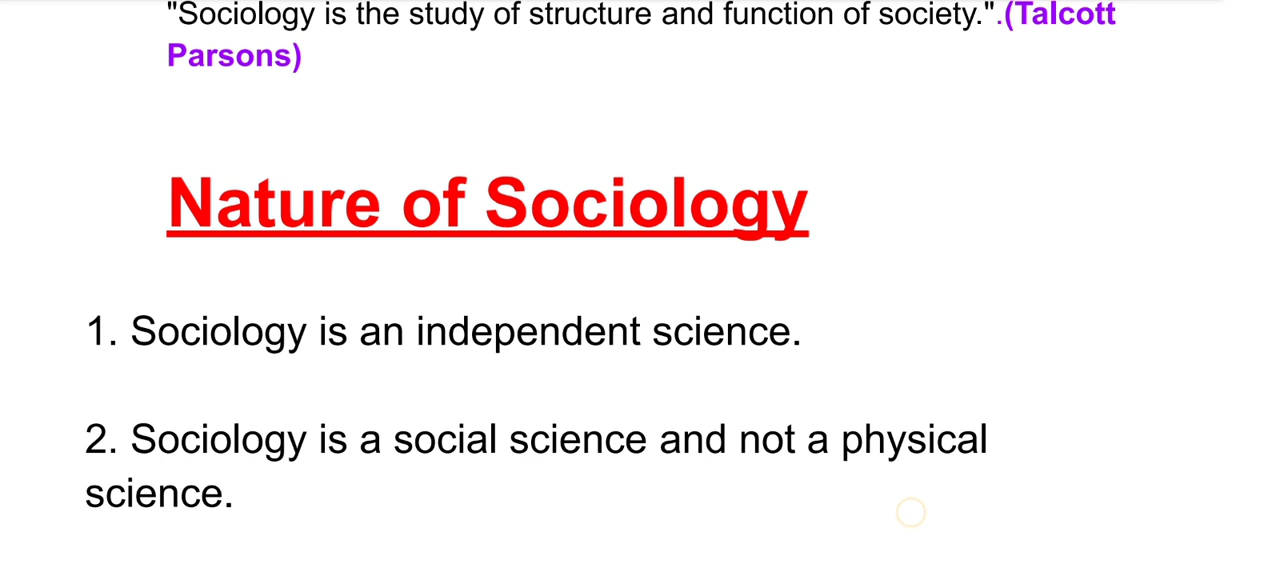 "Sociology is the study of structure and function of society.".(Talcott
Parsons)
Nature of Sociology
1. Sociology is an independent science.
2. Sociology is a social science and not a physical
science.